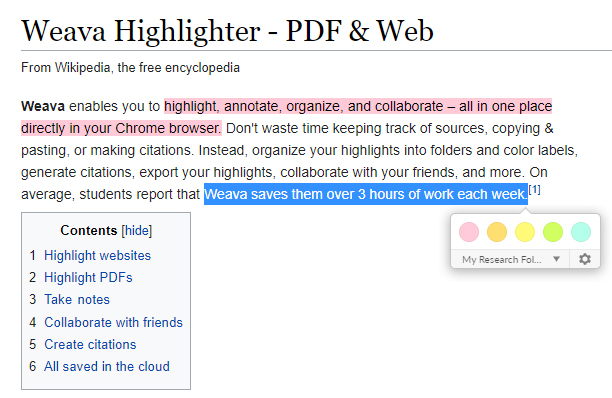 Weava Highlighter - PDF & Web
From Wikipedia, the free encyclopedia
Weava enables you to highlight, annotate, organize, and collaborate – all in one place
directly in your Chrome browser. Don't waste time keeping track of sources, copying &
pasting, or making citations. Instead, organize your highlights into folders and color labels,
generate citations, export your highlights, collaborate with your friends, and more. On
average, students report that Weava saves them over 3 hours of work each week.[1]
My Research Fol...
Contents [hide]
1 Highlight websites
2 Highlight PDFs
3 Take notes
4 Collaborate with friends
5 Create citations
6 All saved in the cloud